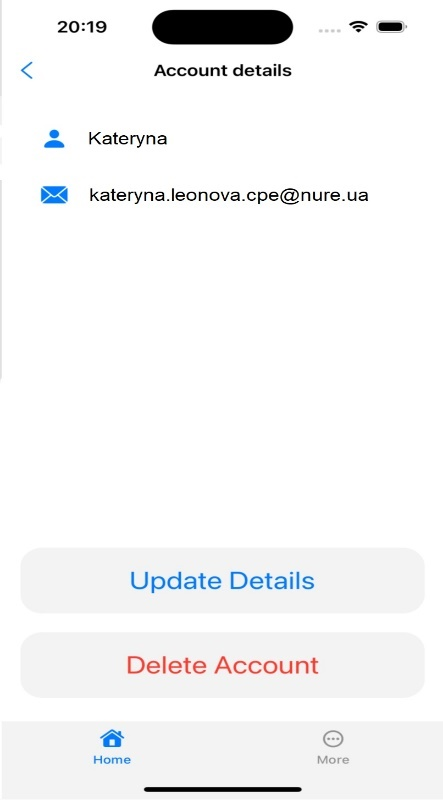 20:19
Account details
Kateryna
kateryna.leonova.cpe@nure.ua
Update Details
Delete Account
Home
More